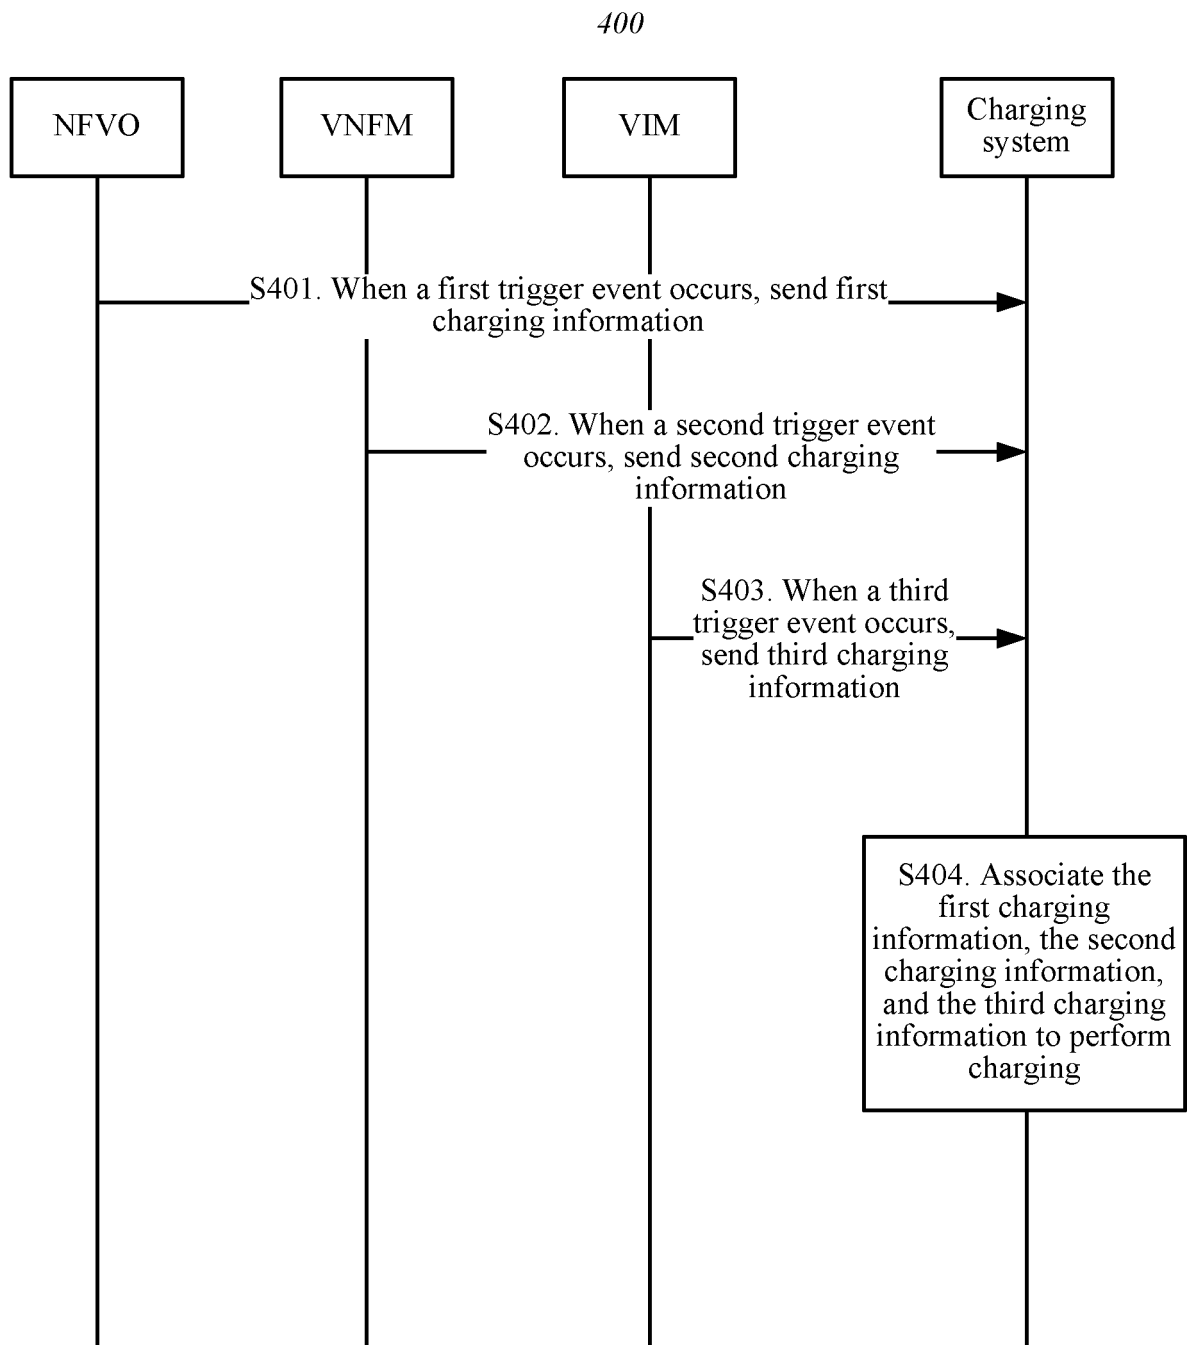 400
NFVO
VNFM
VIM
Charging
system
S401. When a first trigger event occurs, send first
charging information
S402. When a second trigger event
occurs, send second charging
information
S403. When a third
trigger event occurs,
send third charging
information
S404. Associate the
first charging
information, the second
charging information,
and the third charging
information to perform
charging